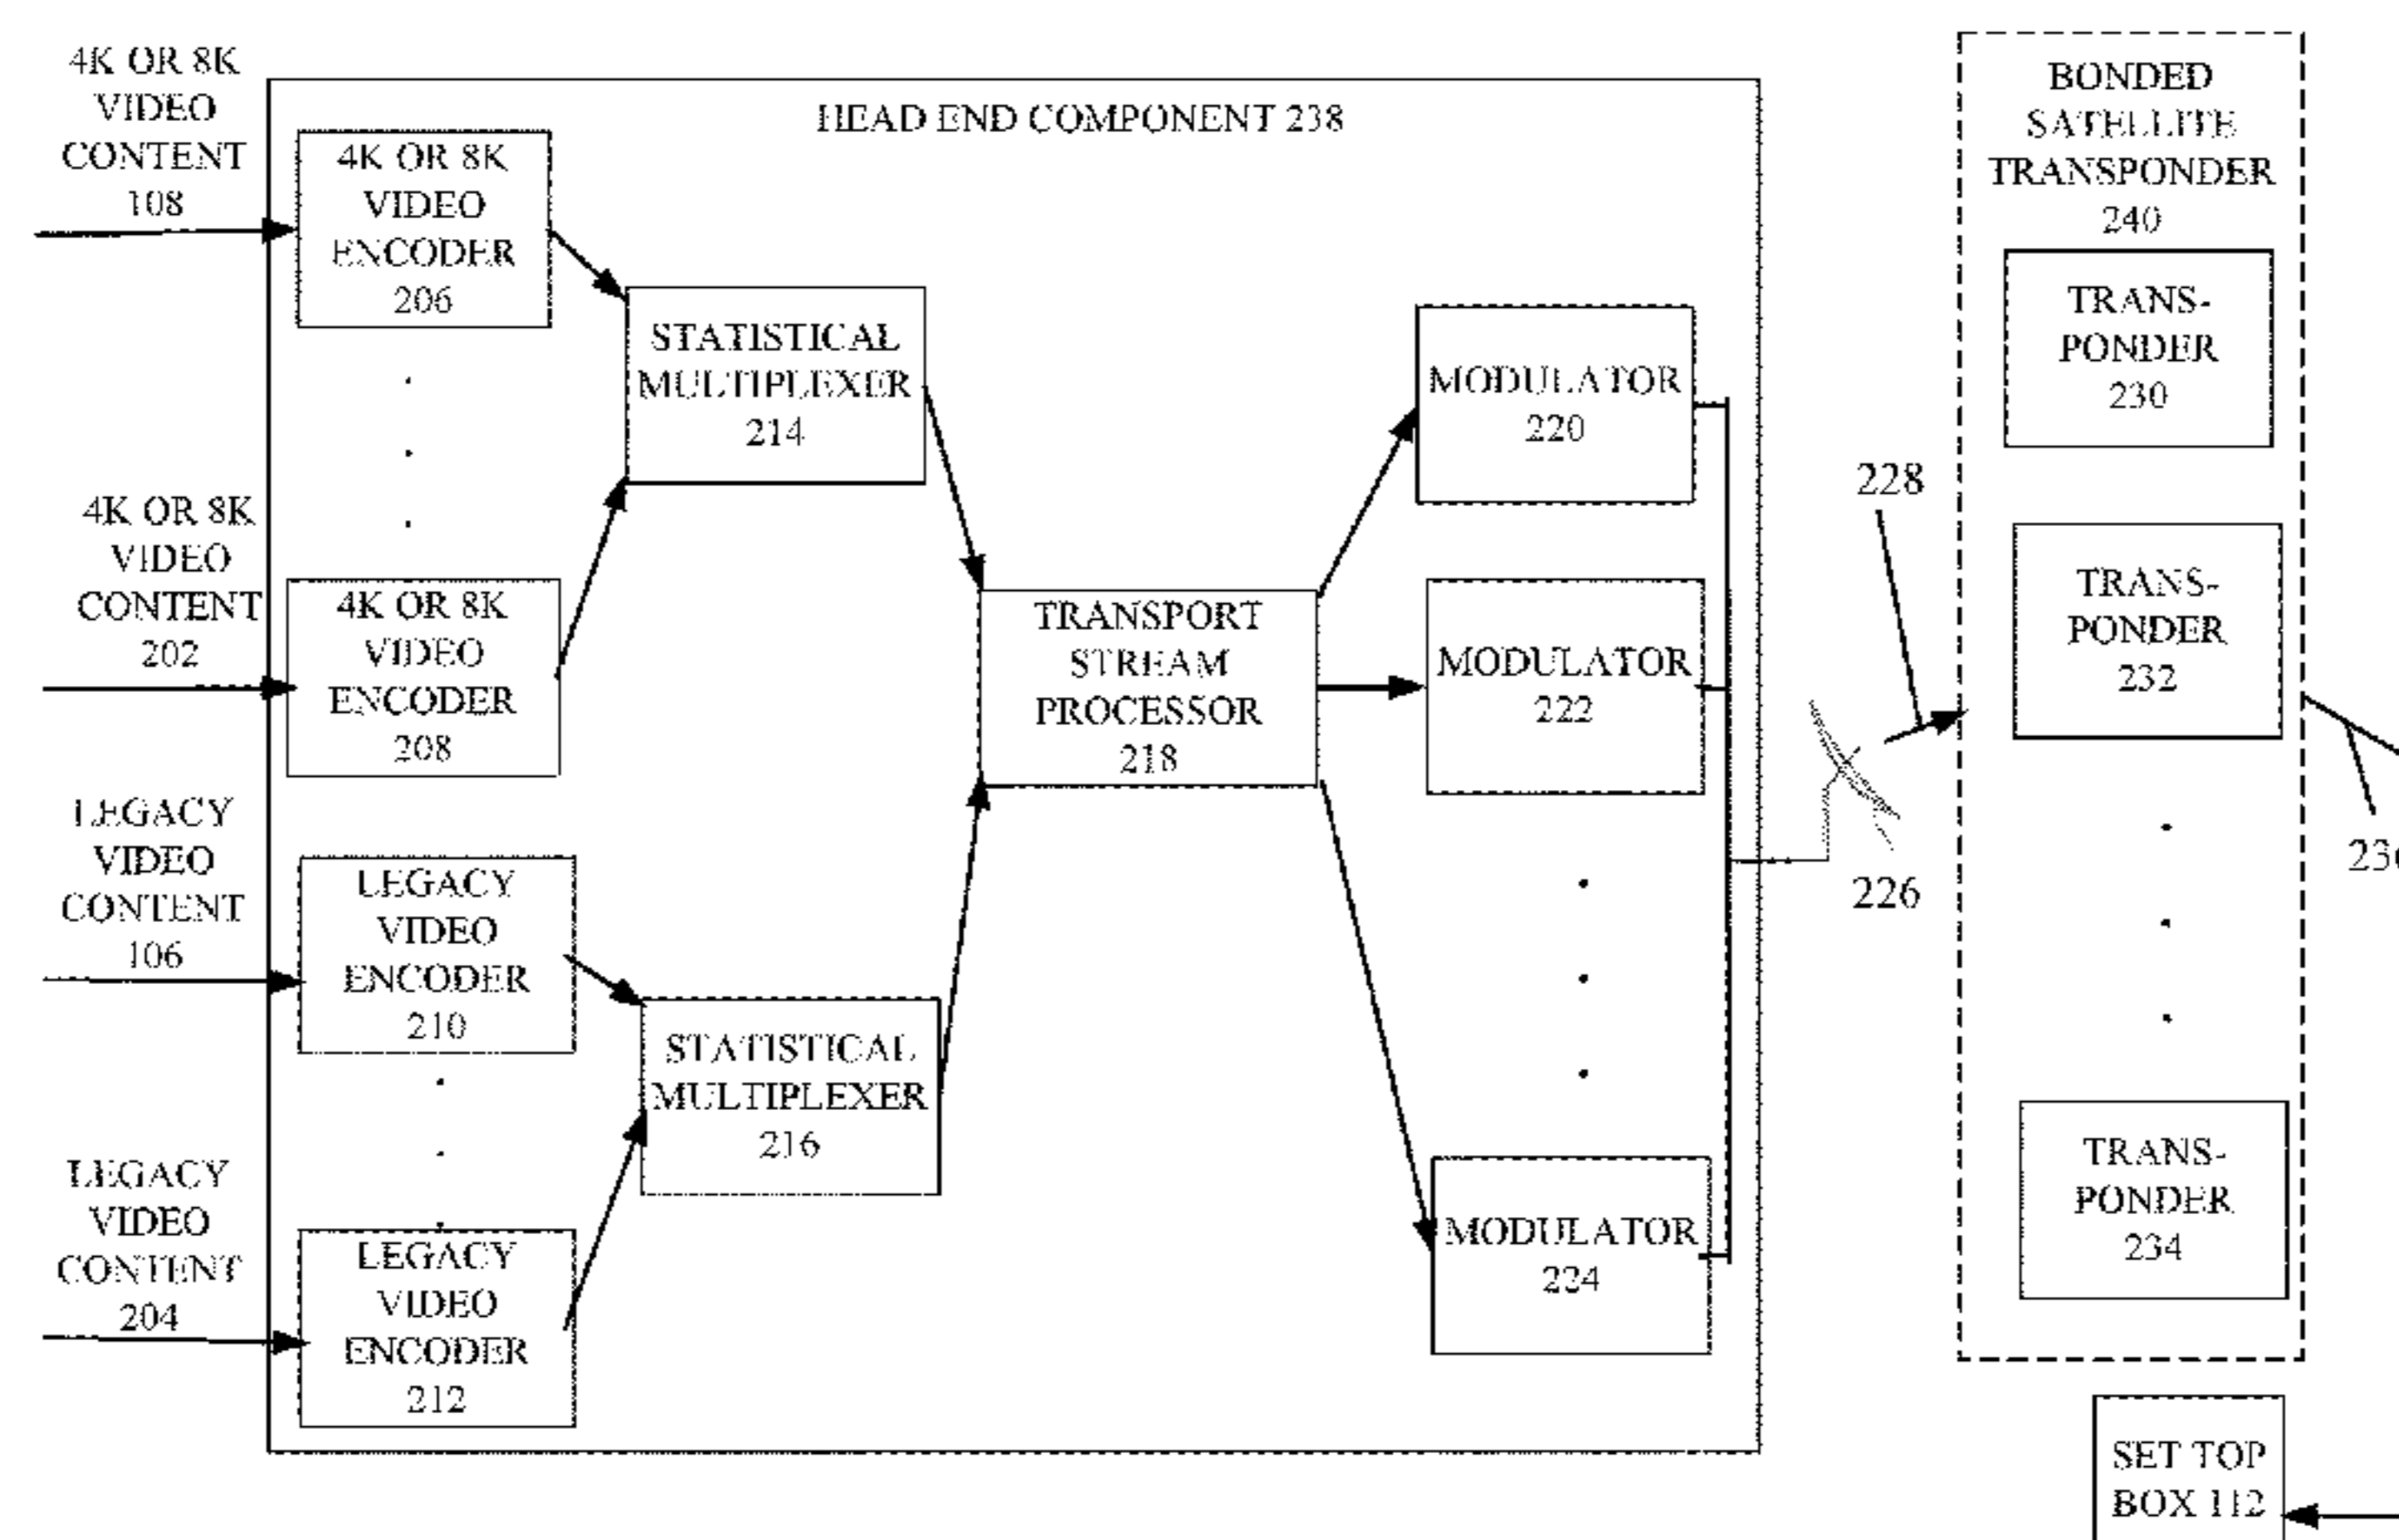 4K OR 8K
VIDEO
CONTENT
108
HEAD END COMPONENT 238
4K OR 8K
VIDEO
ENCODER
206
STATISTICAL
MULTIPLEXER
214
4K OR 8K
VIDEO
CONTENT
202
4K OR 8K
VIDEO
ENCODER
208
LEGACY
VIDEO
CONTENT
106
LEGACY
VIDEO
ENCODER
210
STATISTICAL
MULTIPLEXER
216
LEGACY
VIDEO
CONTENT
204
LEGACY
VIDEO
ENCODER
212
TRANSPORT
STREAM
PROCESSOR
218
MODULATOR
220
MODULATOR
222
MODULATOR
224
226
228
BONDED
SATELLITE
TRANSPONDER
240
TRANS-
PONDER
230
TRANS-
PONDER
232
TRANS-
PONDER
234
SET TOP
BOX 112